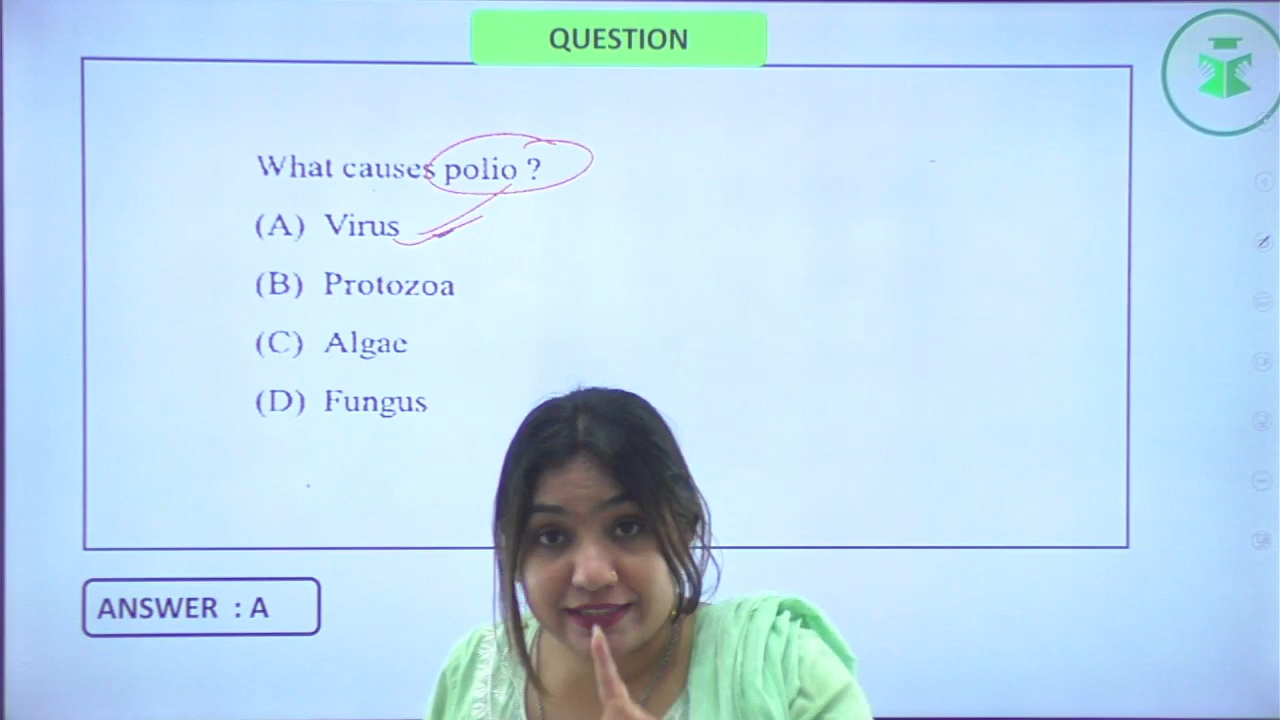 QUESTION
What causes polio ?
(A) Virus
(B) Protozoa
(C) Algae
(D) Fungus
ANSWER : A